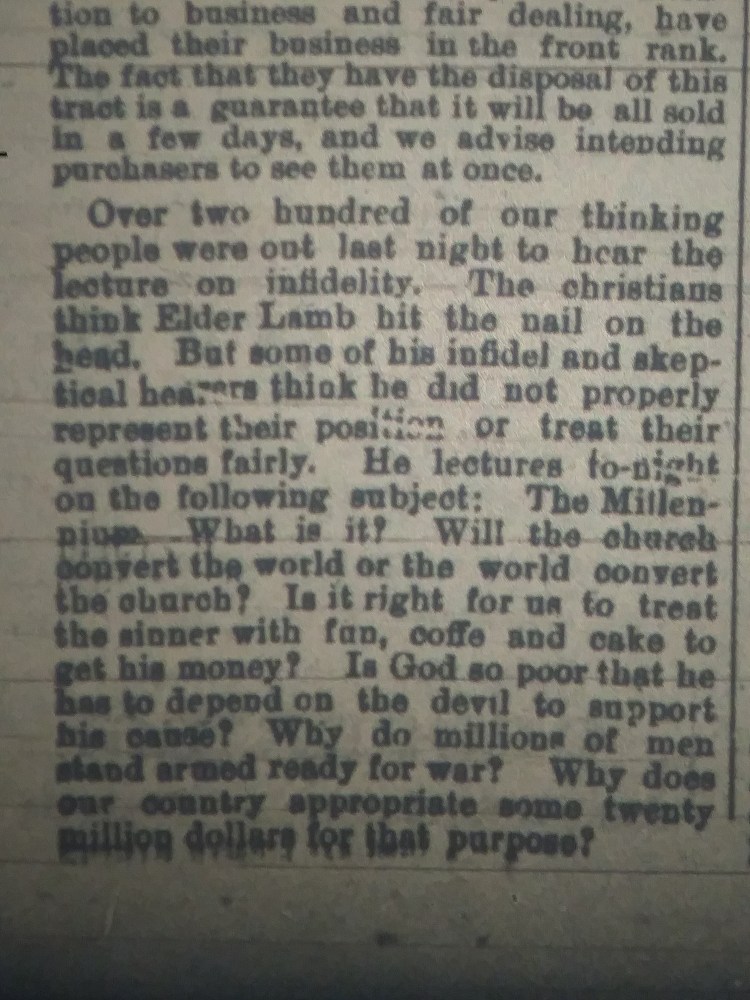 tion to business and fair dealing, have
placed their business in the front rank.
The fact that they have the disposal of this
tract is a guarantee that it will be all sold
in a few days, and we advise intending
purchasers to see them at once.
Over two hundred of our thinking
people were out last night to hear the
lecture on infidelity. The christians
think Elder Lamb hit the nail on the
head. But some of his infidel and skep-
tical hearers think he did not properly
represent their position or treat their
questions fairly. He lectures to-night
on the following subject: The Millen-
nium. What is it? Will the church
convert the world or the world convert
the church? Is it right for us to treat
the sinner with fun, coffe and cake to
get his money? Is God so poor that he
has to depend on the devil to support
his cause? Why do millions of men
stand armed ready for war? Why does
our country appropriate some twenty
million dollars for that purpose?